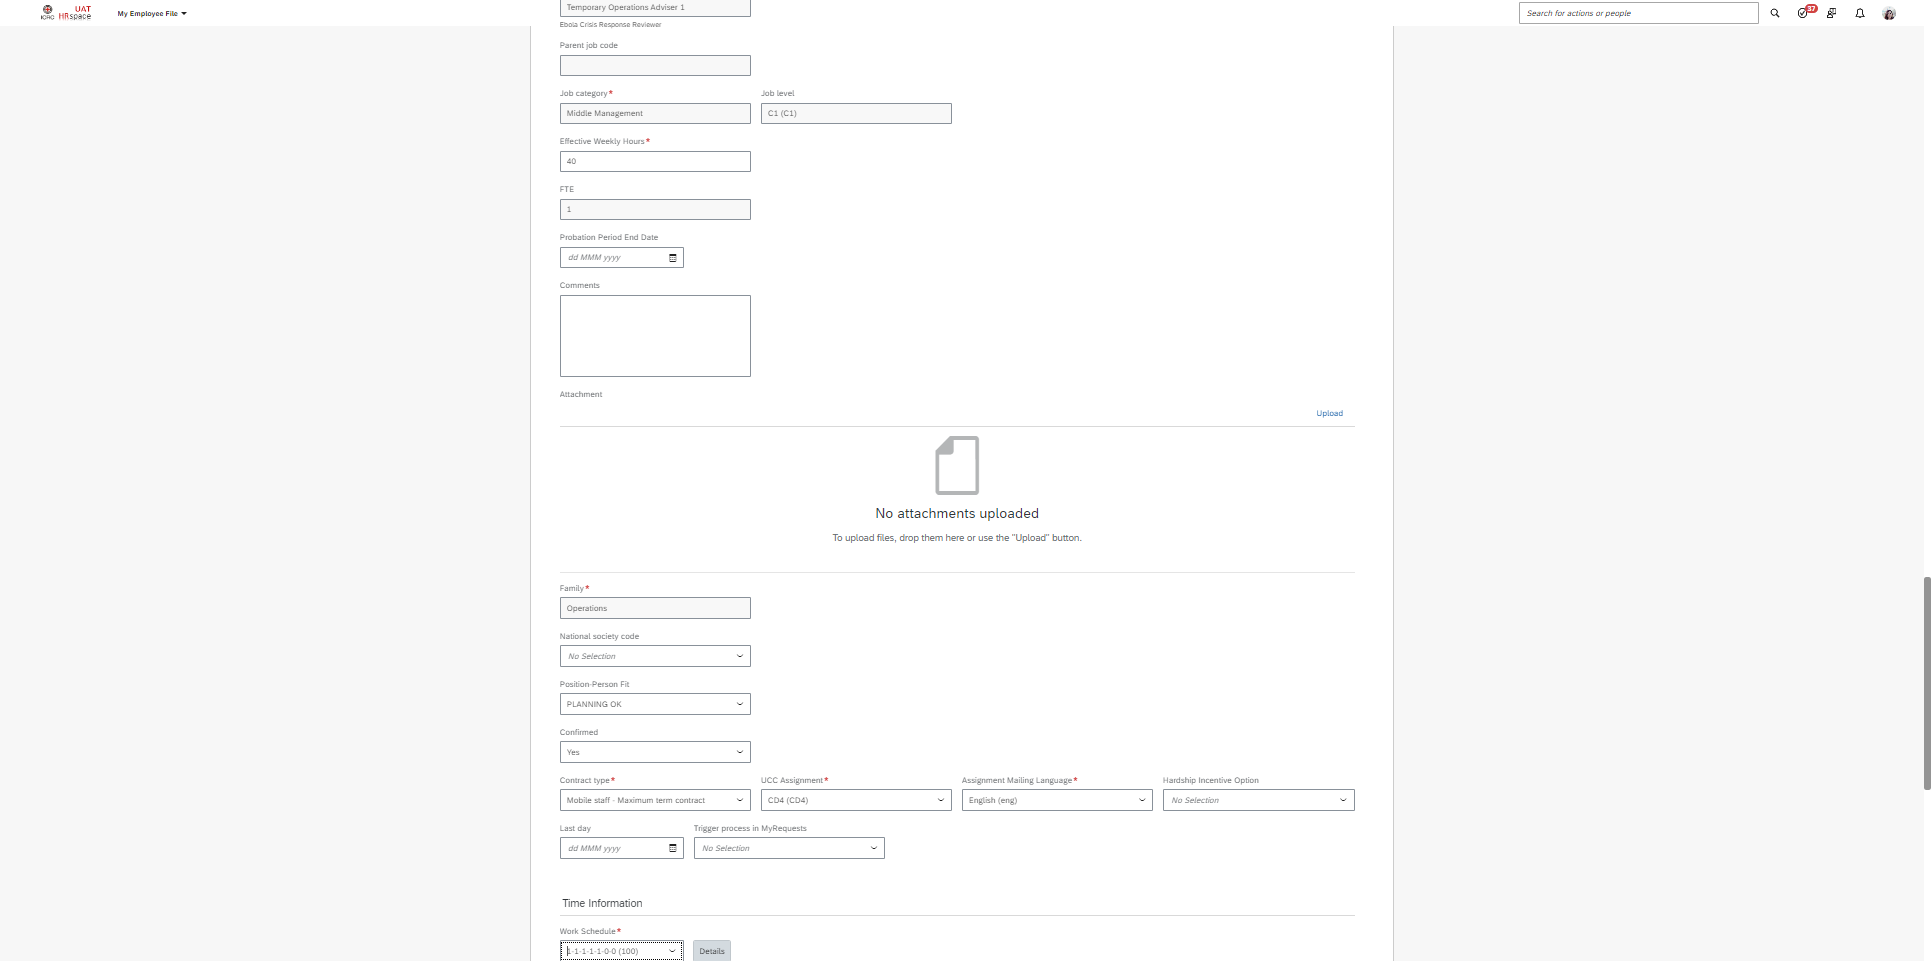 ICRC
UAT
HRspace
My Employee File
Search for actions or people
37
Temporary Operations Adviser 1
Ebola Crisis Response Reviewer
Parent job code
Job category*
Job level
Middle Management
C1 (C1)
Effective Weekly Hours*
40
FTE
1
Probation Period End Date
dd MMM yyyy
Comments
Attachment
Upload
No attachments uploaded
To upload files, drop them here or use the "Upload" button.
Family*
Operations
National society code
No Selection
Position-Person Fit
PLANNING OK
Confirmed
Yes
Contract type*
UCC Assignment*
Assignment Mailing Language*
Hardship Incentive Option
Mobile staff - Maximum term contract
CD4 (CD4)
English (eng)
No Selection
Last day
Trigger process in MyRequests
dd MMM yyyy
No Selection
Time Information
Work Schedule*
1-1-1-1-1-0-0 (100)
Details